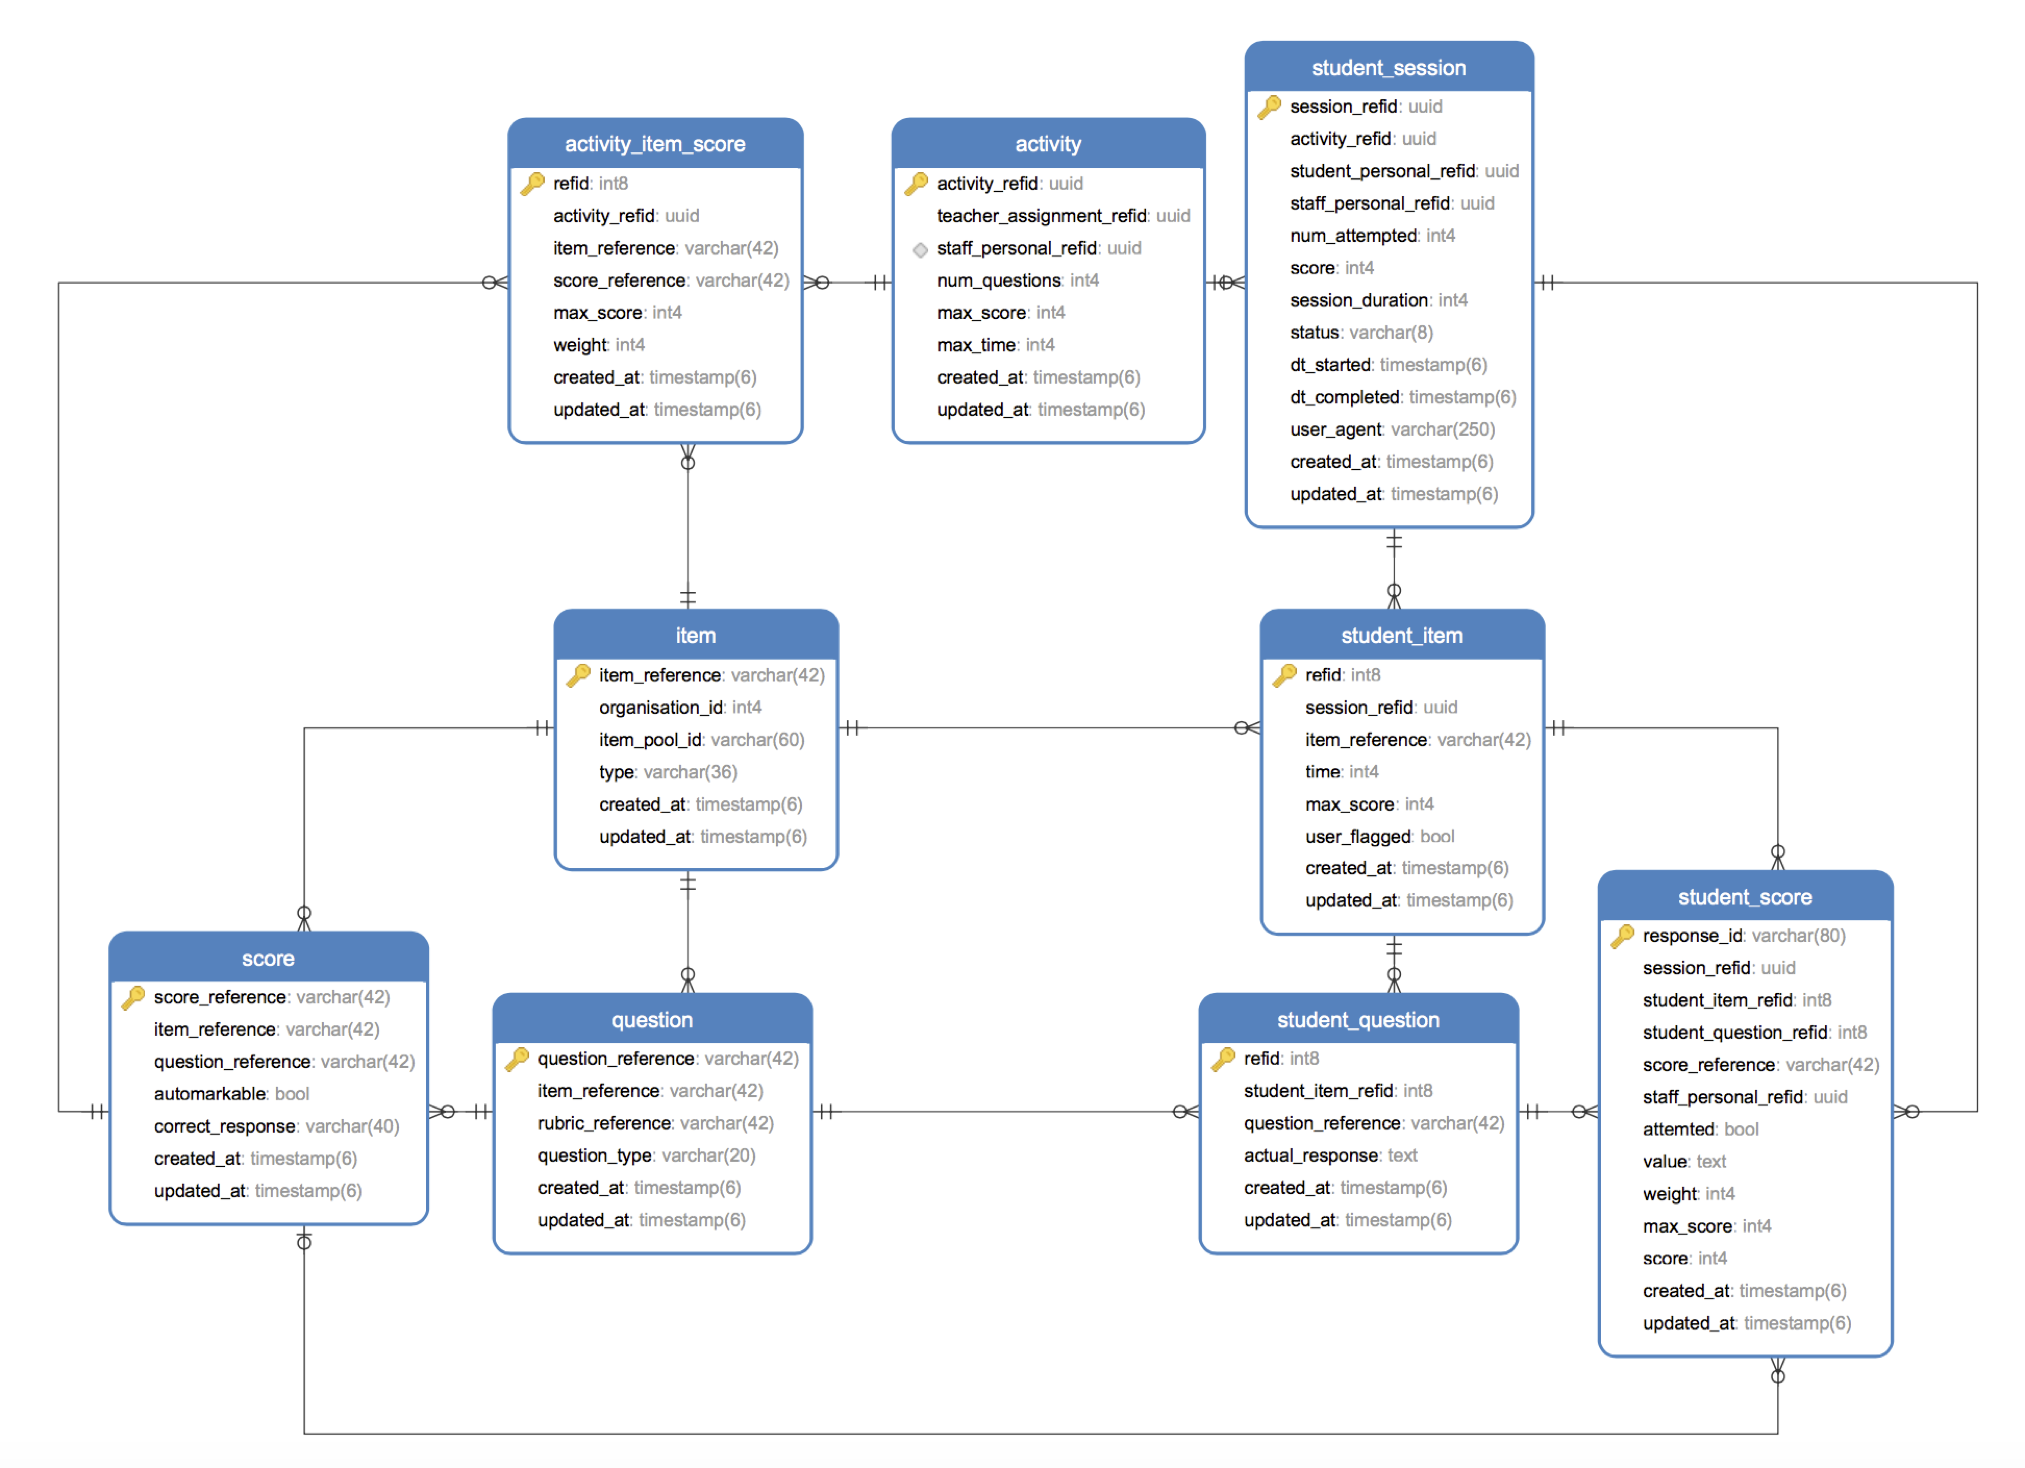 student_session
session_refid: uuid
activity_refid: uuid
student_personal_refid: uuid
staff_personal_refid: uuid
num_attempted: int4
score: int4
session_duration: int4
status: varchar(8)
dt_started: timestamp(6)
dt_completed: timestamp(6)
user_agent: varchar(250)
created_at: timestamp(6)
updated_at: timestamp(6)
activity_item_score
refid: int8
activity_refid: uuid
item_reference: varchar(42)
score_reference: varchar(42)
max_score: int4
weight: int4
created_at: timestamp(6)
updated_at: timestamp(6)
activity
activity_refid: uuid
teacher_assignment_refid: uuid
staff_personal_refid: uuid
num_questions: int4
max_score: int4
max_time: int4
created_at: timestamp(6)
updated_at: timestamp(6)
item
item_reference: varchar(42)
organisation_id: int4
item_pool_id: varchar(60)
type: varchar(36)
created_at: timestamp(6)
updated_at: timestamp(6)
student_item
refid: int8
session_refid: uuid
item_reference: varchar(42)
time: int4
max_score: int4
user_flagged: bool
created_at: timestamp(6)
updated_at: timestamp(6)
student_score
response_id: varchar(80)
session_refid: uuid
student_item_refid: int8
student_question_refid: int8
score_reference: varchar(42)
staff_personal_refid: uuid
attemted: bool
value: text
weight: int4
max_score: int4
score: int4
created_at: timestamp(6)
updated_at: timestamp(6)
score
score_reference: varchar(42)
item_reference: varchar(42)
question_reference: varchar(42)
automarkable: bool
correct_response: varchar(40)
created_at: timestamp(6)
updated_at: timestamp(6)
question
question_reference: varchar(42)
item_reference: varchar(42)
rubric_reference: varchar(42)
question_type: varchar(20)
created_at: timestamp(6)
updated_at: timestamp(6)
student_question
refid: int8
student_item_refid: int8
question_reference: varchar(42)
actual_response: text
created_at: timestamp(6)
updated_at: timestamp(6)